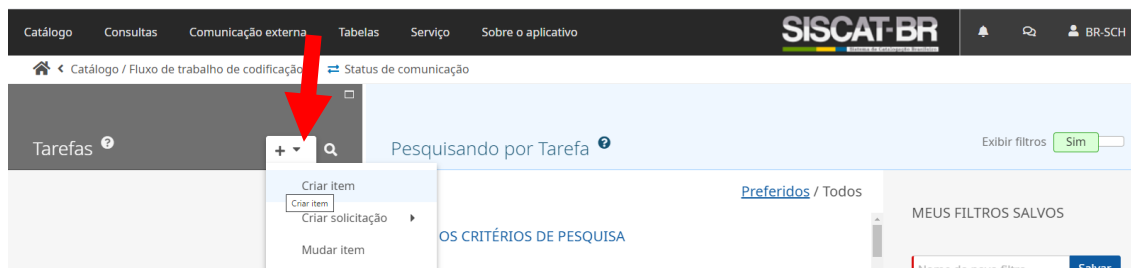 Catálogo Consultas Comunicação externa Tabelas Serviço Sobre o aplicativo SISCAT-BR BR-SCH
Catálogo / Fluxo de trabalho de codificação Status de comunicação
Tarefas Pesquisando por Tarefa Exibir filtros Sim
Criar item
Criar item
Criar solicitação
Mudar item
Preferidos / Todos
OS CRITÉRIOS DE PESQUISA
MEUS FILTROS SALVOS
Salvar